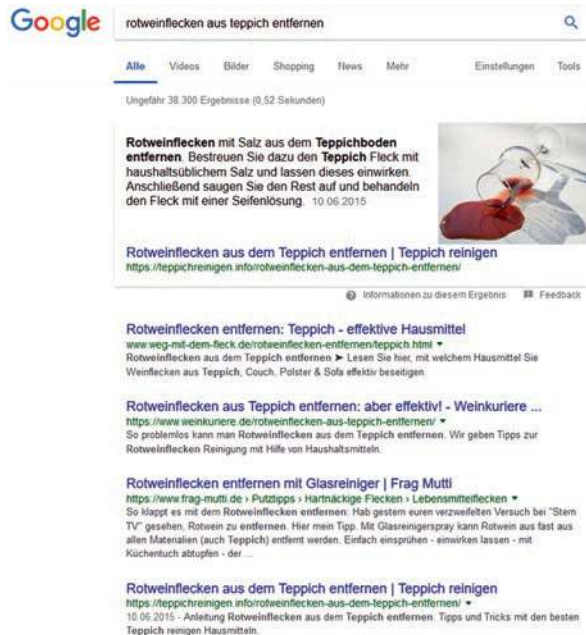 Google
rotweinflecken aus teppich entfernen
Alle Videos Bilder Shopping News Mehr Einstellungen Tools
Ungefähr 38.300 Ergebnisse (0,52 Sekunden)
Rotweinflecken mit Salz aus dem Teppichboden
entfernen. Bestreuen Sie dazu den Teppich Fleck mit
haushaltsüblichem Salz und lassen dieses einwirken.
Anschließend saugen Sie den Rest auf und behandeln
den Fleck mit einer Seifenlösung. 10.06.2015
Rotweinflecken aus dem Teppich entfernen | Teppich reinigen
https://teppichreinigen.info/rotweinflecken-aus-dem-teppich-entfernen/
Informationen zu diesem Ergebnis Feedback
Rotweinflecken entfernen: Teppich - effektive Hausmittel
www.weg-mit-dem-fleck.de/rotweinflecken-entfernen/teppich.html ▼
Rotweinflecken aus dem Teppich entfernen ➤ Lesen Sie hier, mit welchem Hausmittel Sie
Weinflecken aus Teppich, Couch, Polster & Sofa effektiv beseitigen.
Rotweinflecken aus Teppich entfernen: aber effektiv! - Weinkuriere ...
https://www.weinkuriere.de/rotweinflecken-aus-teppich-entfernen/ ▼
So problemlos kann man Rotweinflecken aus dem Teppich entfernen. Wir geben Tipps zur
Rotweinflecken Reinigung mit Hilfe von Haushaltsmitteln.
Rotweinflecken entfernen mit Glasreiniger | Frag Mutti
https://www.frag-mutti.de › Putztipps › Hartnäckige Flecken › Lebensmittelflecken ▼
So klappt es mit dem Rotweinflecken entfernen: Hab gestern euren verzweifelten Versuch bei "Stern
TV" gesehen, Rotwein zu entfernen. Hier mein Tipp. Mit Glasreinigerspray kann Rotwein aus fast aus
allen Materialien (auch Teppich) entfernt werden. Einfach einsprühen - einwirken lassen - mit
Küchentuch abtupfen - der ...
Rotweinflecken aus dem Teppich entfernen | Teppich reinigen
https://teppichreinigen.info/rotweinflecken-aus-dem-teppich-entfernen/ ▼
10.06.2015 - Anleitung Rotweinflecken aus dem Teppich entfernen. Tipps und Tricks mit den besten
Teppich reinigen Hausmitteln.